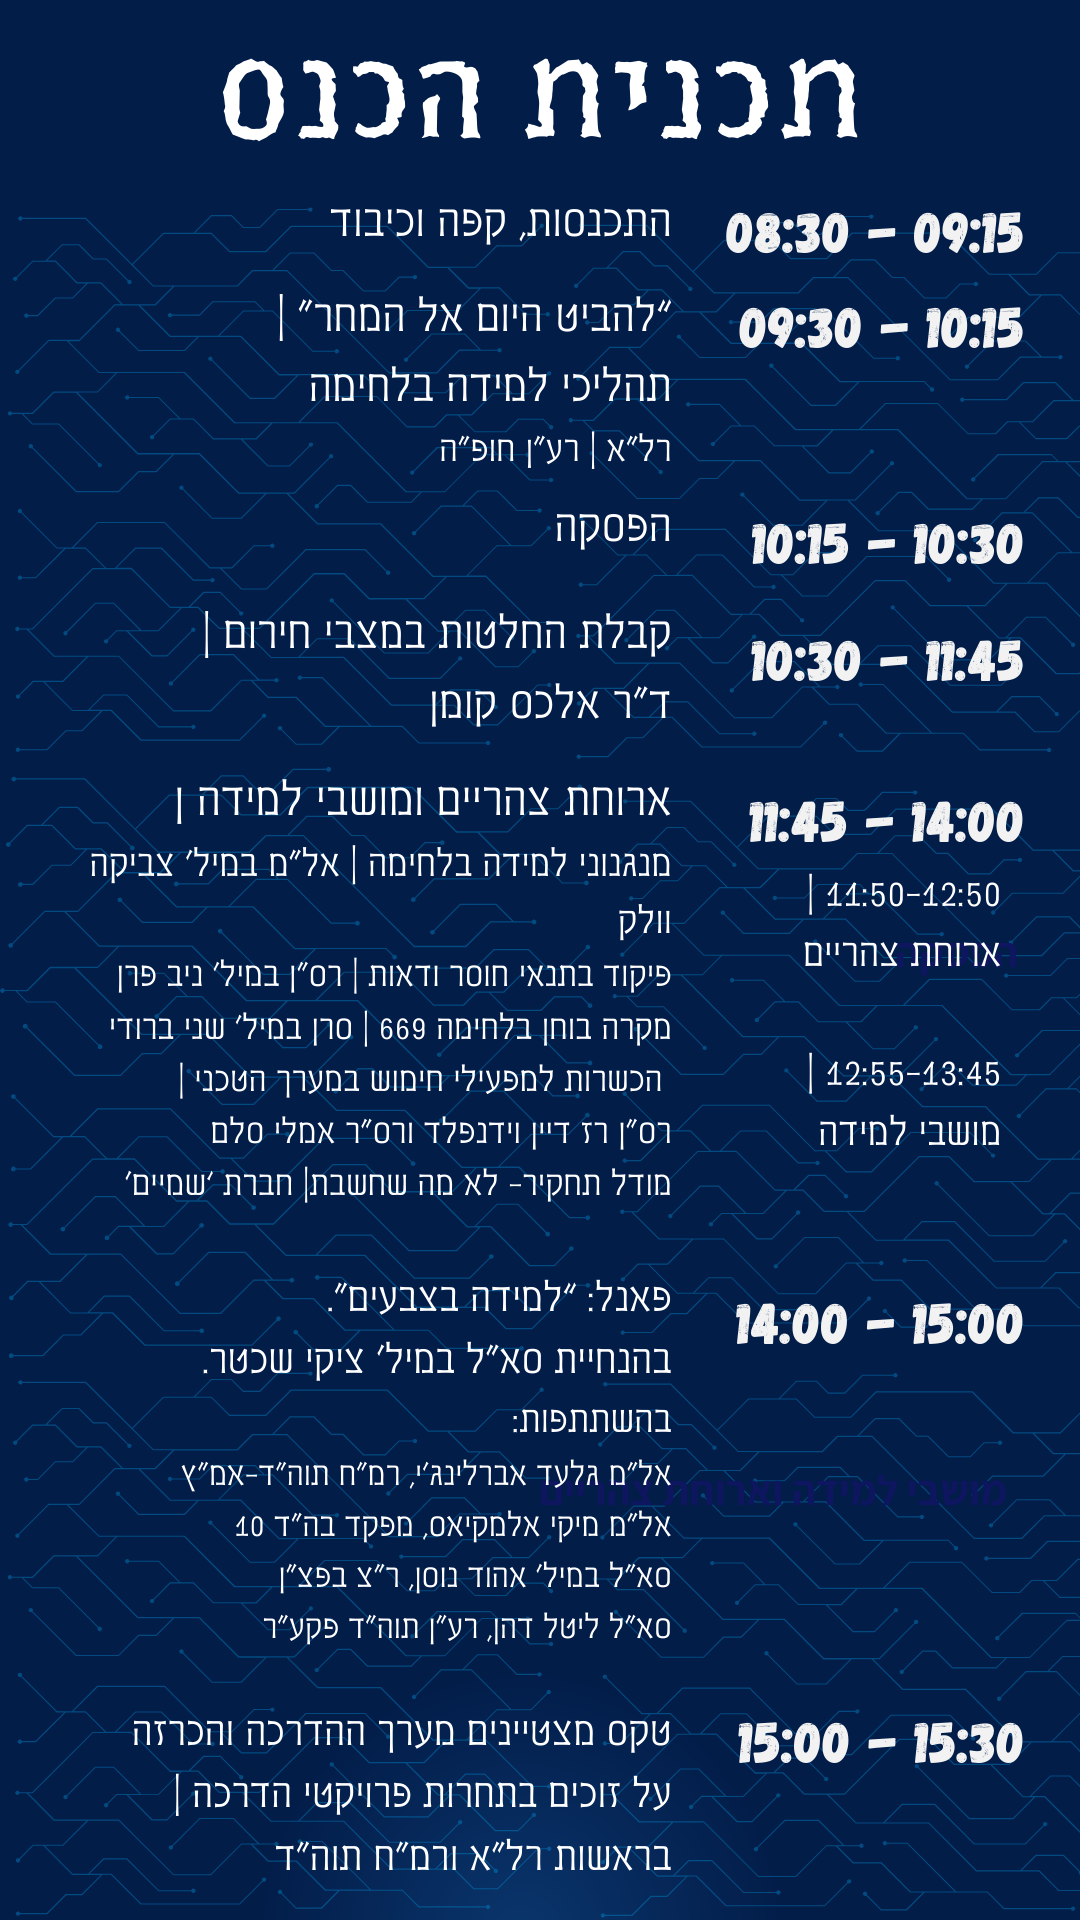 תכנית הכנס
08:30 – 09:15
התכנסות, קפה וכיבוד
09:30 – 10:15
"להביט היום אל המחר" |
תהליכי למידה בלחימה
רל"א | רע"ן חופ"ה
10:15 – 10:30
הפסקה
10:30 – 11:45
קבלת החלטות במצבי חירום |
ד"ר אלכס קומן
11:45 – 14:00
11:50-12:50 |
ארוחת צהריים
12:55-13:45 |
מושבי למידה
ארוחת צהריים ומושבי למידה |
מנגנוני למידה בלחימה | אל"מ במיל' צביקה
וולק
פיקוד בתנאי חוסר ודאות | רס"ן במיל' ניב פרן
מקרה בוחן בלחימה 669 | סרן במיל' שני ברודי
הכשרות למפעילי חימוש במערך הטכני |
רס"ן רז דיין וידנפלד ורס"ר אמלי סלם
מודל תחקיר- לא מה שחשבת| חברת 'שמיים'
14:00 – 15:00
פאנל: "למידה בצבעים".
בהנחיית סא"ל במיל' ציקי שכטר.
בהשתתפות:
אל"מ גלעד אברלינג'י, רמ"ח תוה"ד-אמ"ץ
אל"מ מיקי אלמקיאס, מפקד בה"ד 10
סא"ל במיל' אהוד נוסן, ר"צ בפצ"ן
סא"ל ליטל דהן, רע"ן תוה"ד פקע"ר
מושבי למידה וארוחת צהריים
15:00 – 15:30
טקס מצטיינים מערך ההדרכה והכרזה
על זוכים בתחרות פרויקטי הדרכה |
בראשות רל"א ורמ"ח תוה"ד